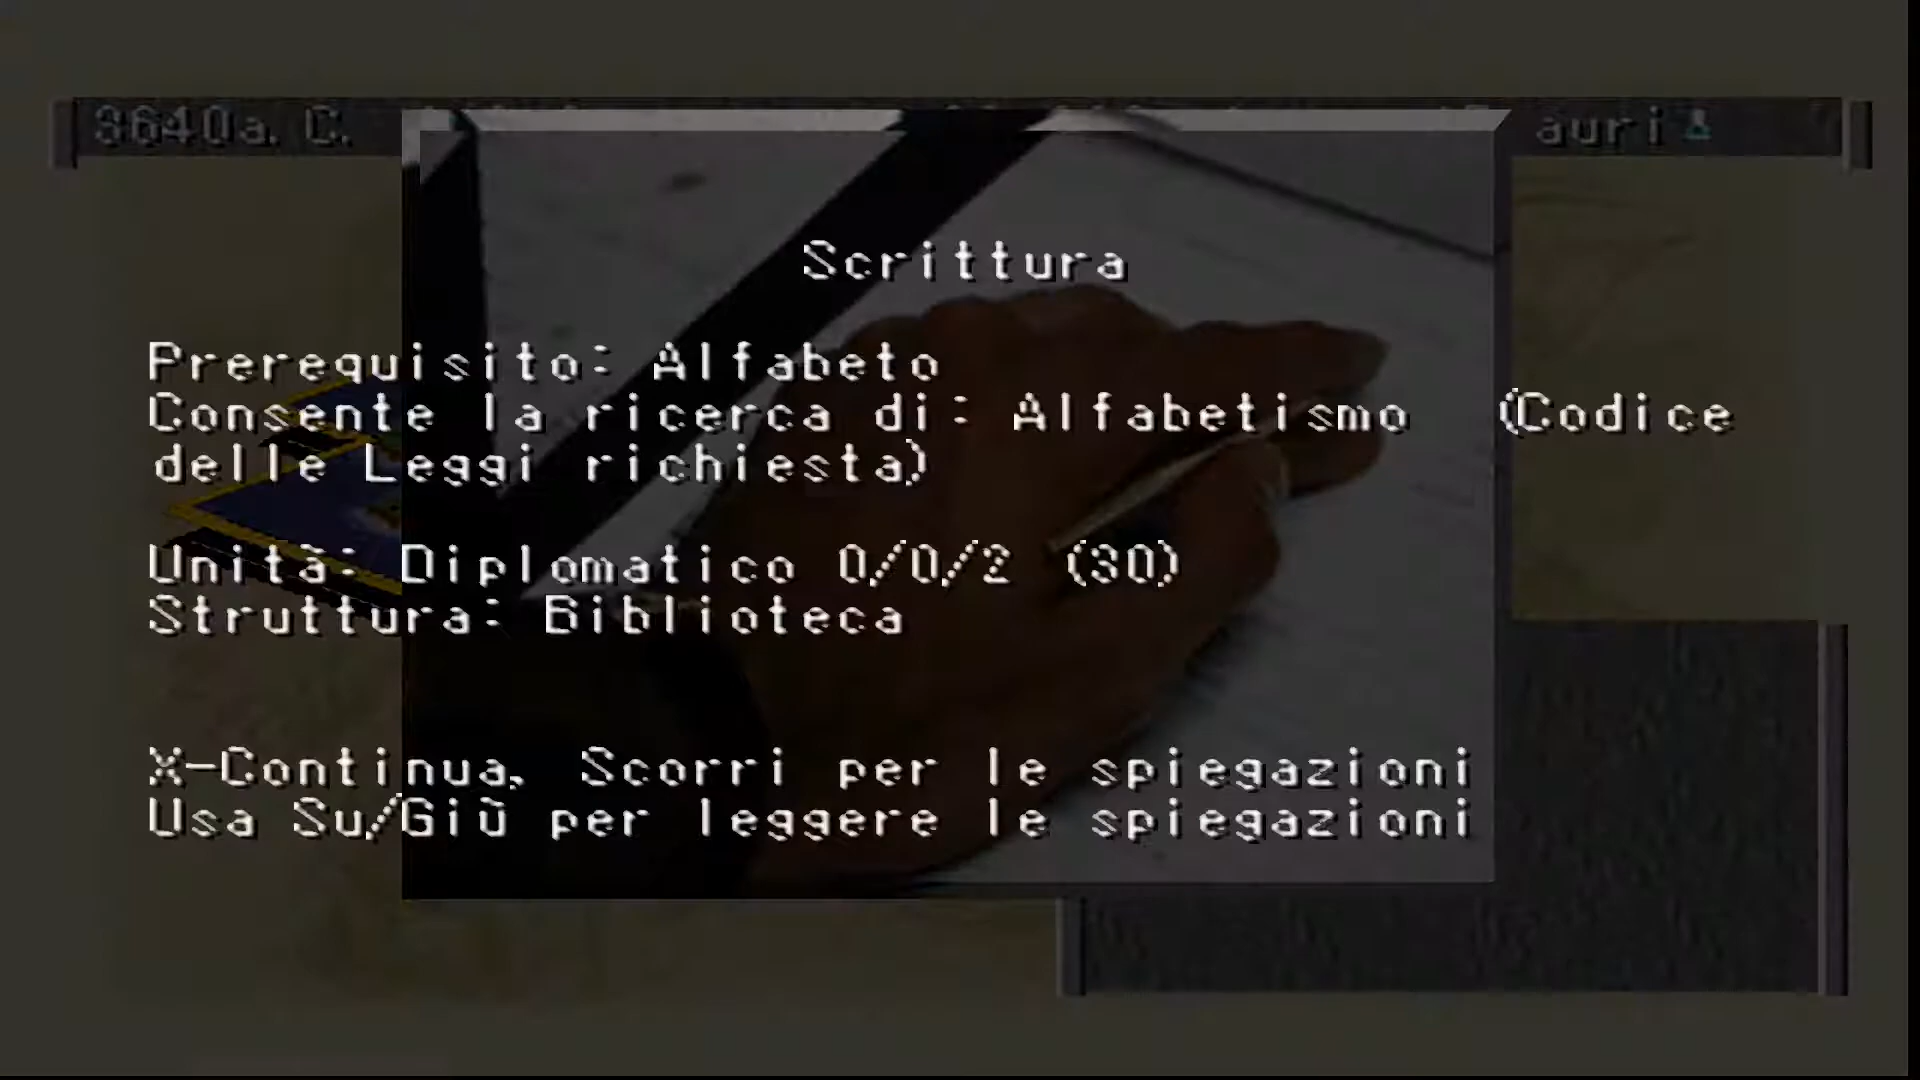 3640a. C.
auri
Scrittura
Prerequisito: Alfabeto
Consente la ricerca di: Alfabetismo (Codice
delle Leggi richiesta)
Unità: Diplomatico 0/0/2 (30)
Struttura: Biblioteca
X-Continua, Scorri per le spiegazioni
Usa Su/Giù per leggere le spiegazioni